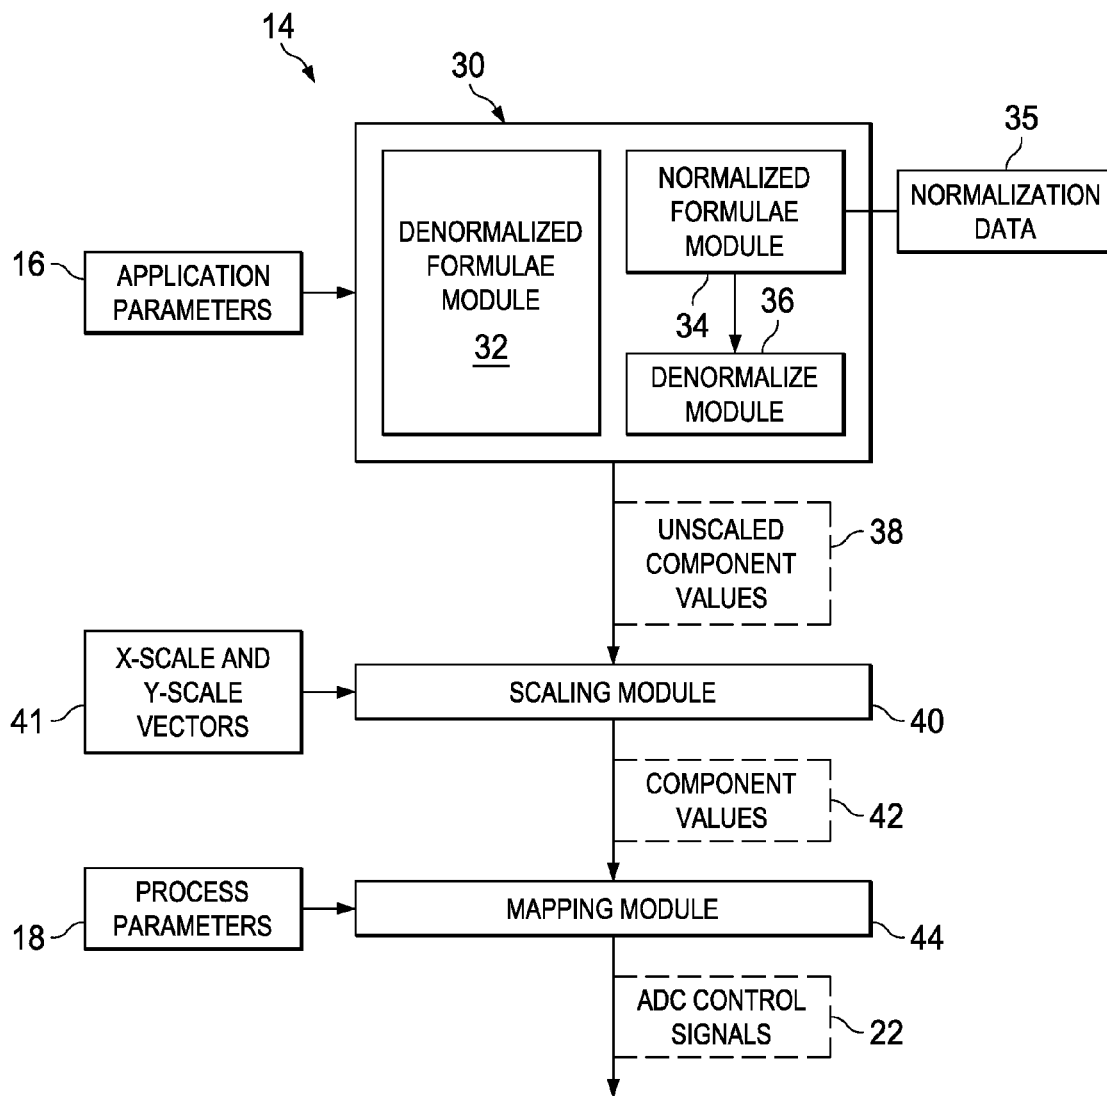 14
30
35
NORMALIZED
FORMULAE
MODULE
NORMALIZATION
DATA
DENORMALIZED
FORMULAE
MODULE
32
16
APPLICATION
PARAMETERS
34
36
DENORMALIZE
MODULE
UNSCALED
COMPONENT
VALUES
38
X-SCALE AND
Y-SCALE
VECTORS
41
SCALING MODULE
40
COMPONENT
VALUES
42
PROCESS
PARAMETERS
18
MAPPING MODULE
44
ADC CONTROL
SIGNALS
22